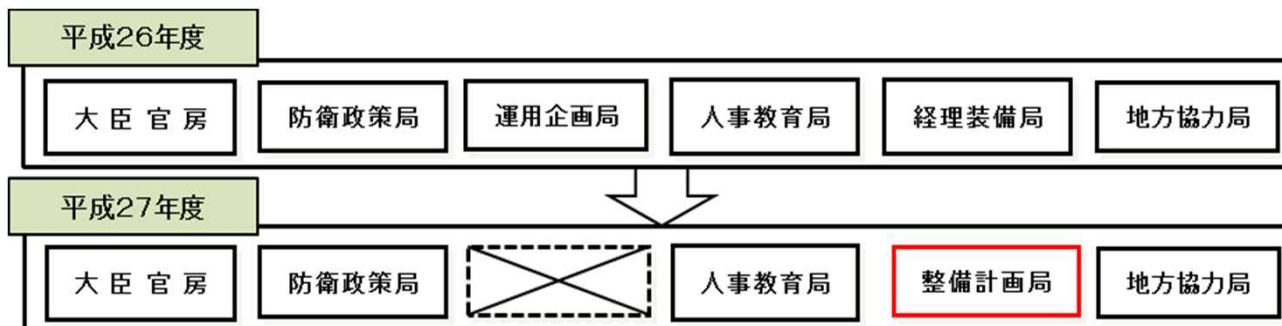 平成26年度
大臣官房 防衛政策局 運用企画局 人事教育局 経理装備局 地方協力局
平成27年度
大臣官房 防衛政策局 人事教育局 整備計画局 地方協力局